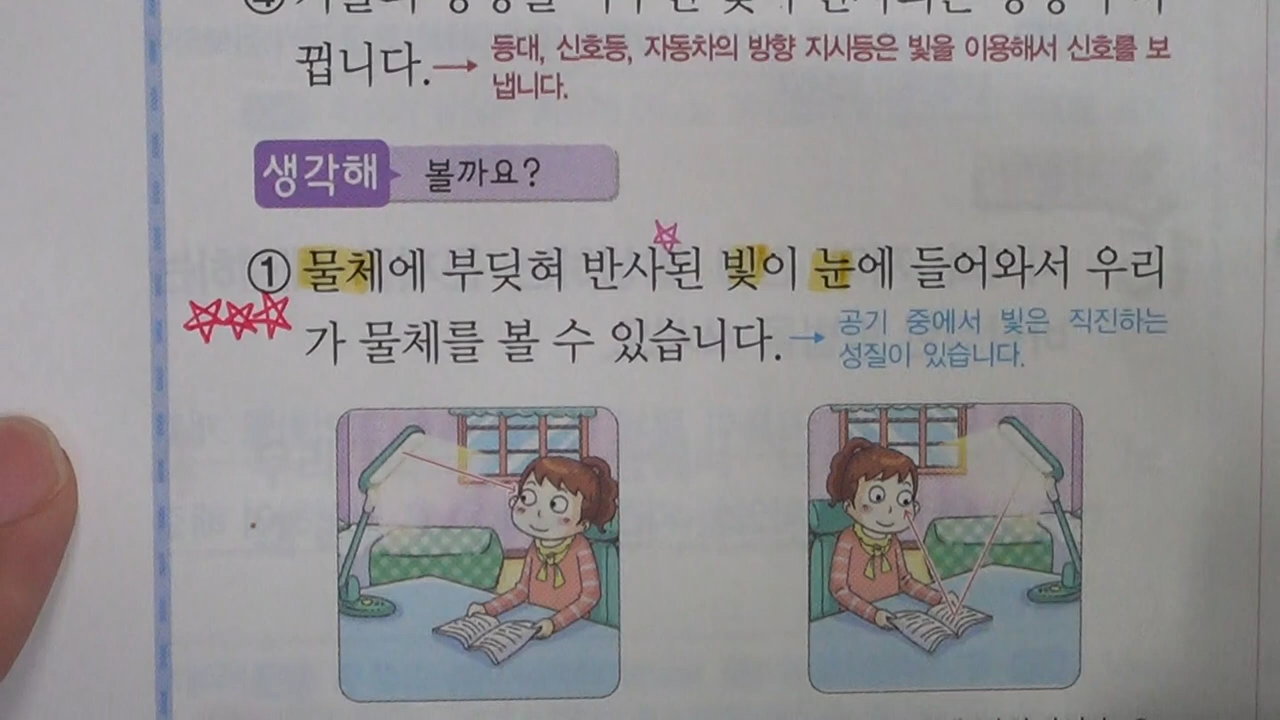 뀝니다.→ 등대, 신호등, 자동차의 방향 지시등은 빛을 이용해서 신호를 보
냅니다.
생각해 볼까요?
① 물체에 부딪혀 반사된 빛이 눈에 들어와서 우리
가 물체를 볼 수 있습니다.→ 공기 중에서 빛은 직진하는
성질이 있습니다.